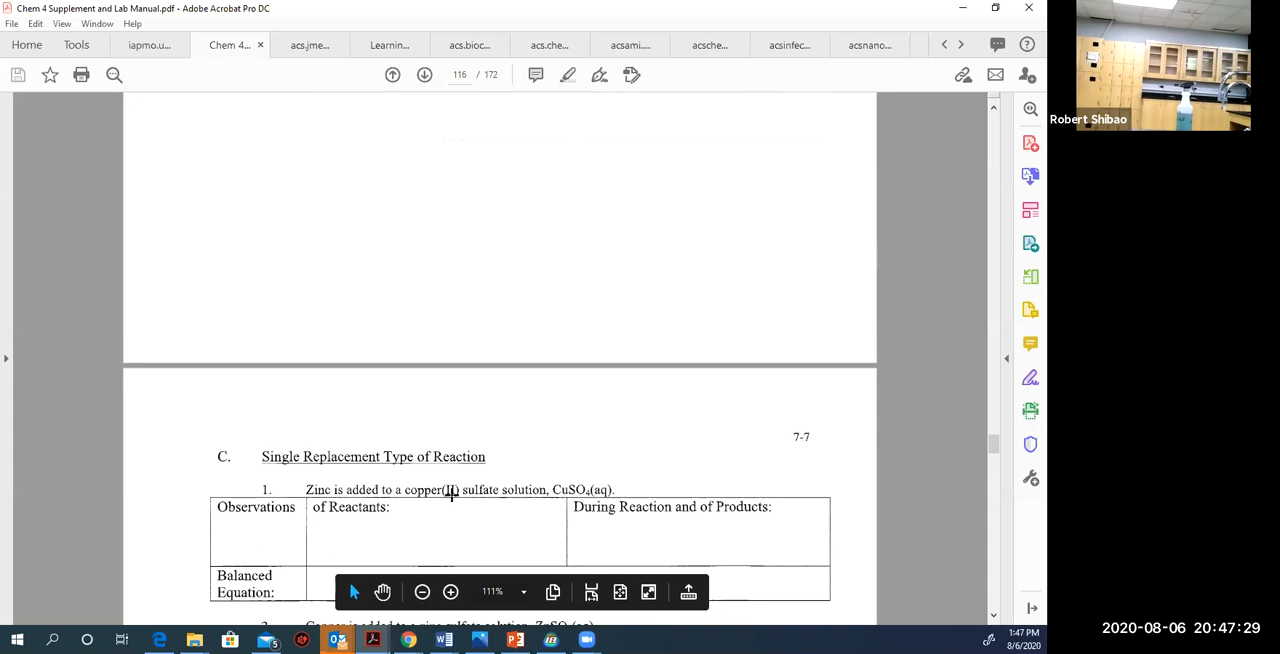 Chem 4 Supplement and Lab Manual.pdf - Adobe Acrobat Pro DC
File Edit View Window Help
Home Tools iapmo.u... Chem 4... × acs.jme... Learnin... acs.bioc... acs.che... acsami.... acsche... acsinfec... acsnano...
116 / 172
Robert Shibao
7-7
C. Single Replacement Type of Reaction
1. Zinc is added to a copper(II) sulfate solution, CuSO₄(aq).
Observations of Reactants: During Reaction and of Products:
Balanced
Equation:
111%
5
1:47 PM
8/6/2020
2020-08-06 20:47:29